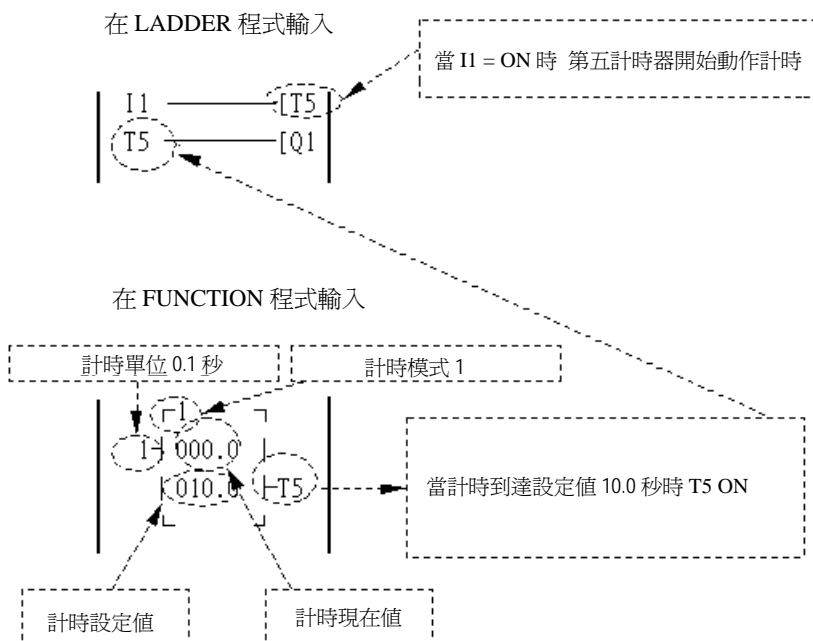 在 LADDER 程式輸入
當 I1 = ON 時 第五計時器開始動作計時
I1 [T5
T5 [Q1
在 FUNCTION 程式輸入
計時單位 0.1 秒
計時模式 1
1
1 000.0
010.0 T5
當計時到達設定值 10.0 秒時 T5 ON
計時設定值
計時現在值